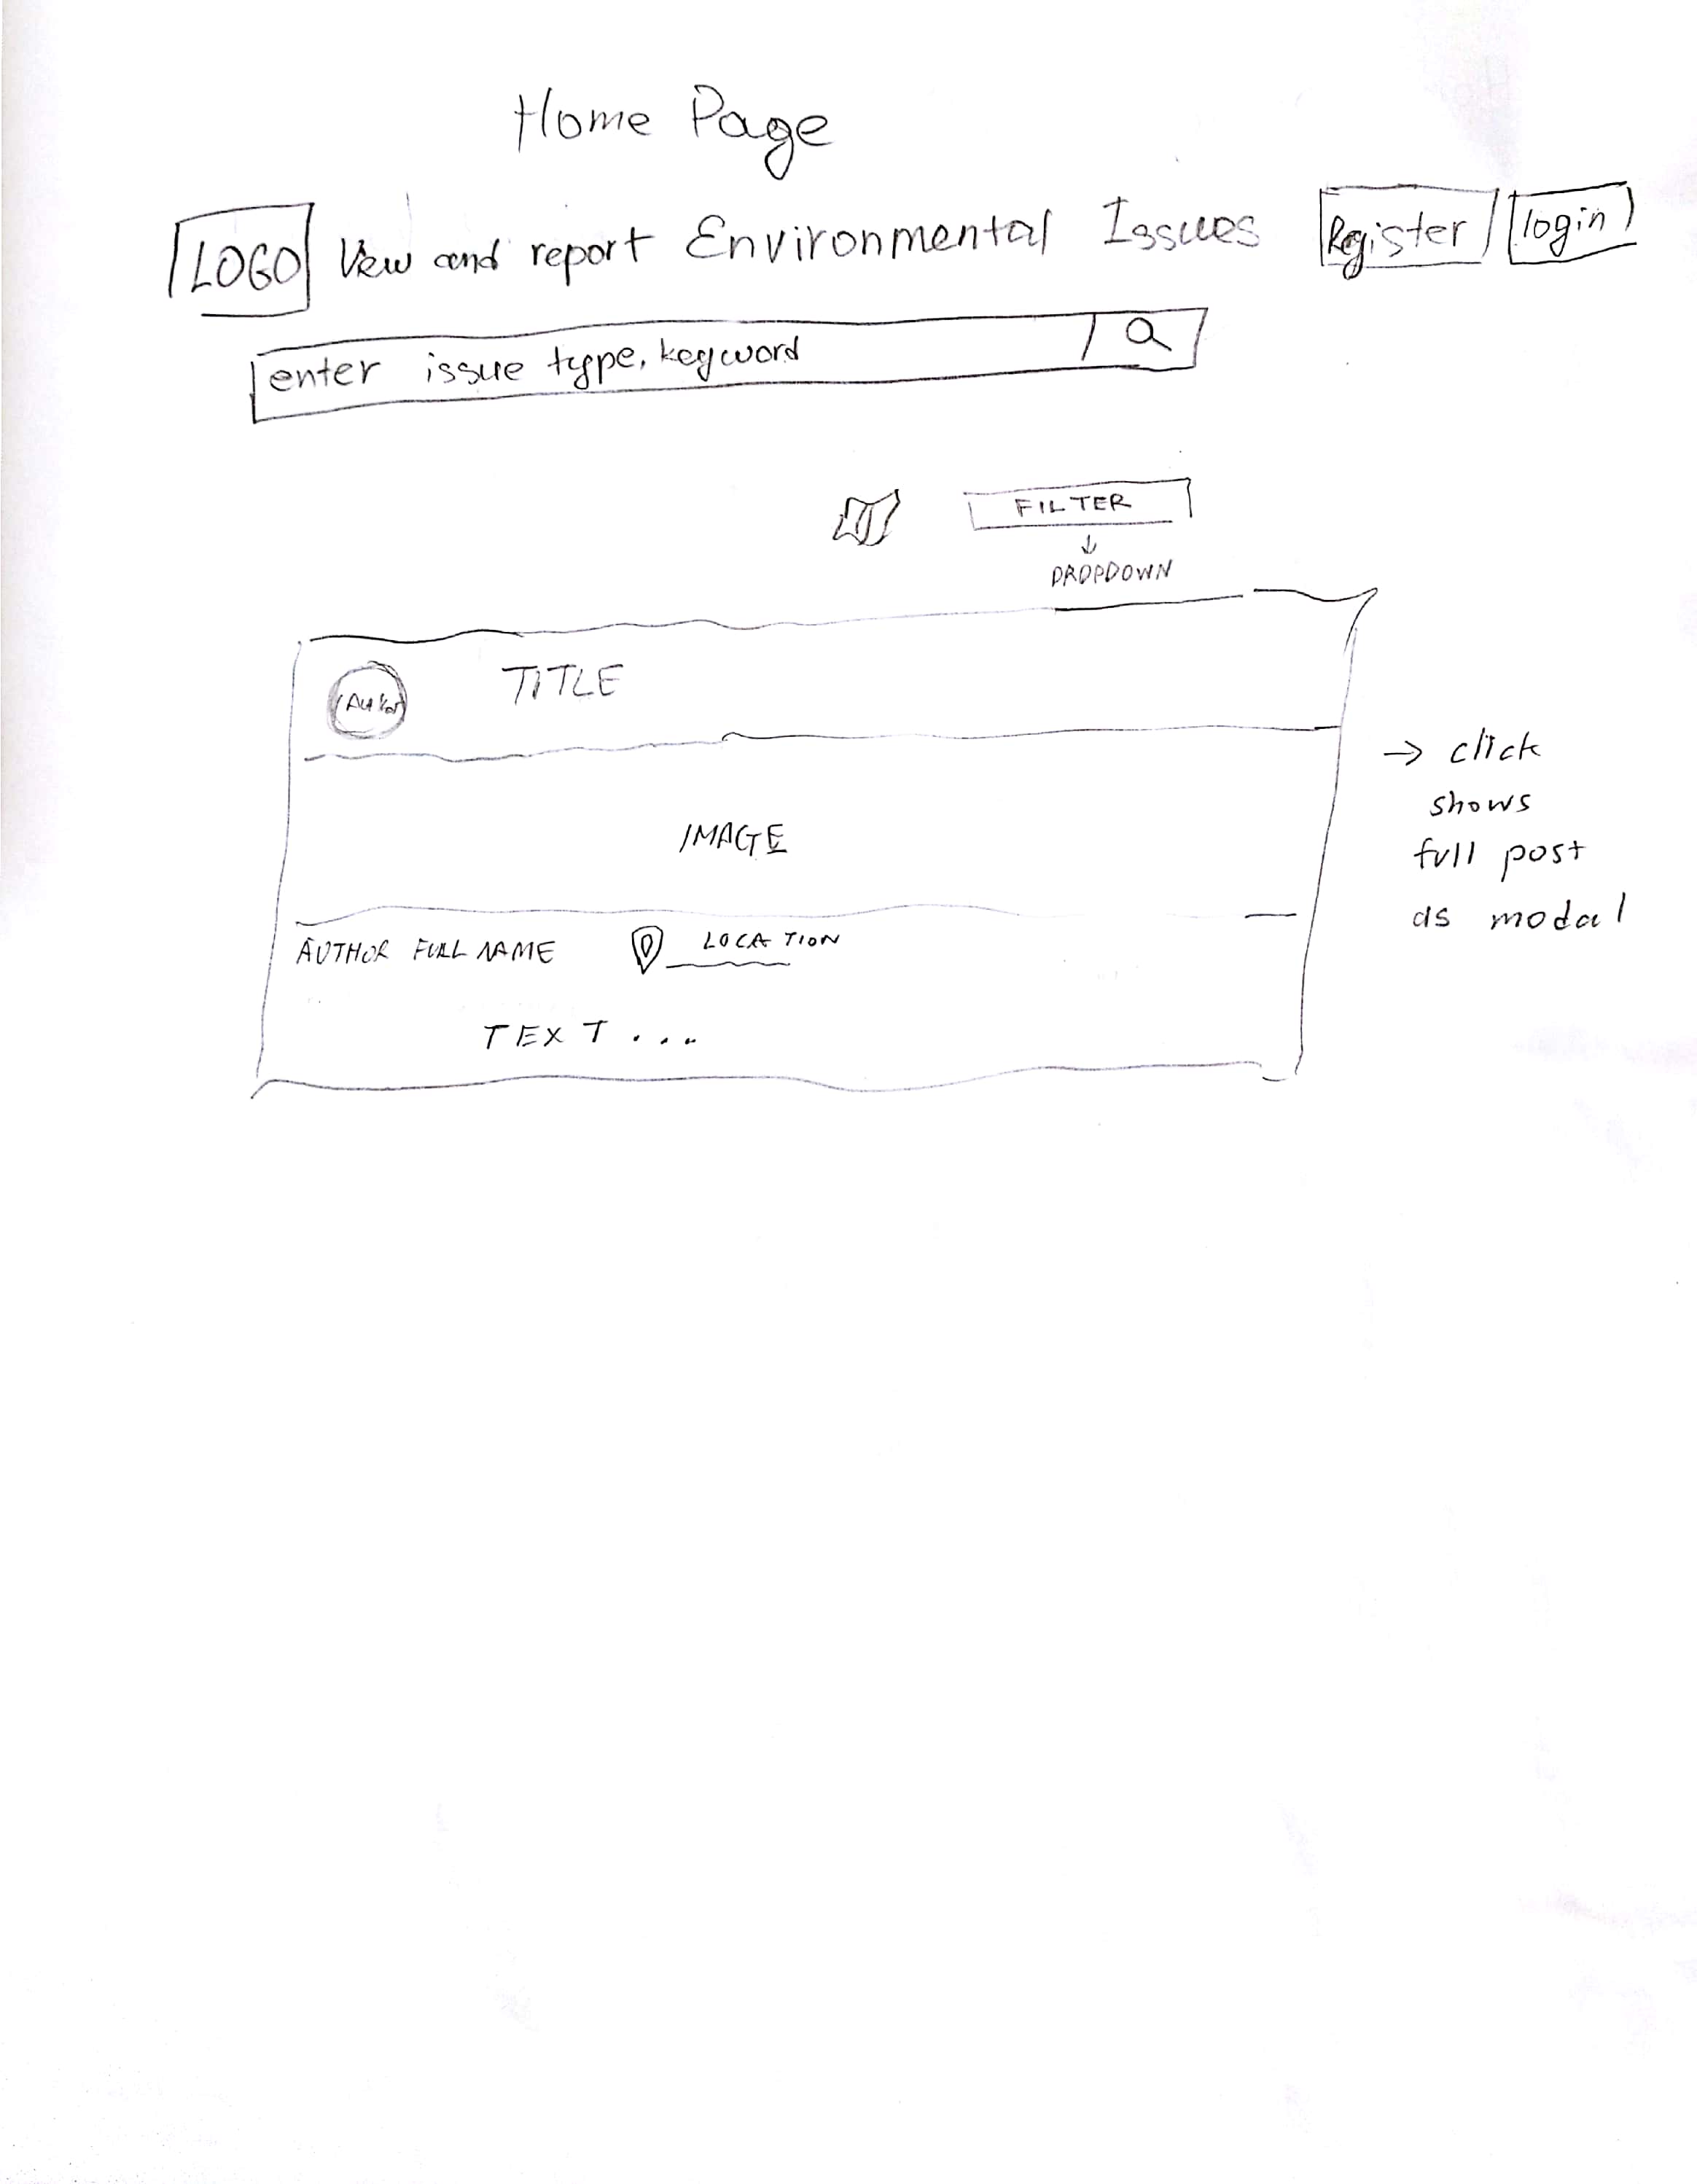 Home Page
LOGO View and report Environmental Issues Register login
enter issue type, keyword
FILTER
DROPDOWN
Author TITLE
→ click
shows
full post
as modal
IMAGE
AUTHOR FULL NAME LOCATION
TEXT ...